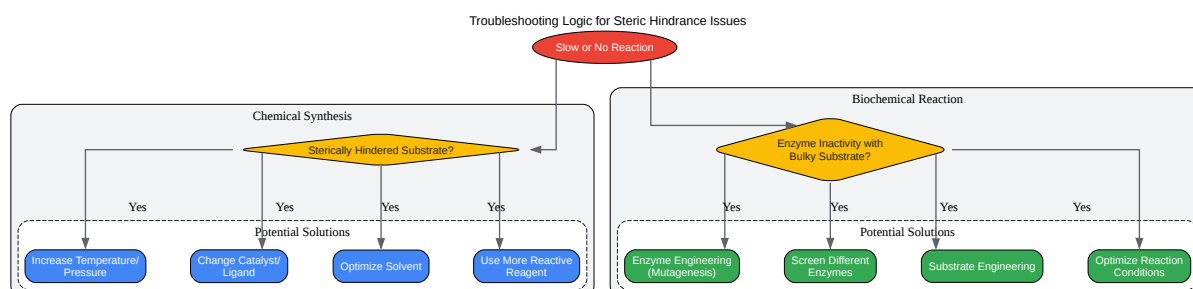 Troubleshooting Logic for Steric Hindrance Issues
Slow or No Reaction
Chemical Synthesis
Sterically Hindered Substrate?
Yes
Yes
Yes
Yes
Potential Solutions
Increase Temperature/
Pressure
Change Catalyst/
Ligand
Optimize Solvent
Use More Reactive
Reagent
Biochemical Reaction
Enzyme Inactivity with
Bulky Substrate?
Yes
Yes
Yes
Yes
Potential Solutions
Enzyme Engineering
(Mutagenesis)
Screen Different
Enzymes
Substrate Engineering
Optimize Reaction
Conditions